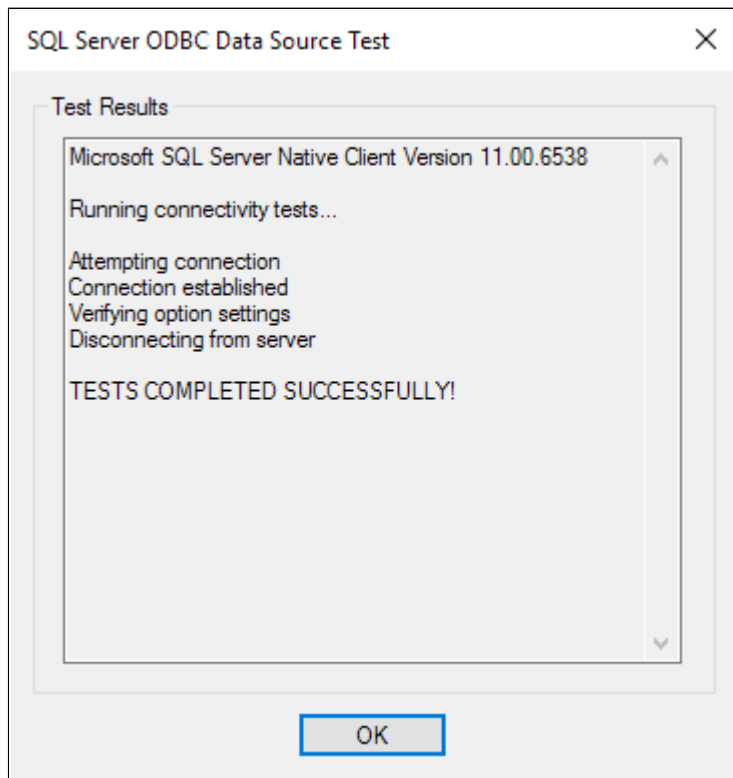 SQL Server ODBC Data Source Test
Test Results
Microsoft SQL Server Native Client Version 11.00.6538
Running connectivity tests...
Attempting connection
Connection established
Verifying option settings
Disconnecting from server
TESTS COMPLETED SUCCESSFULLY!
OK